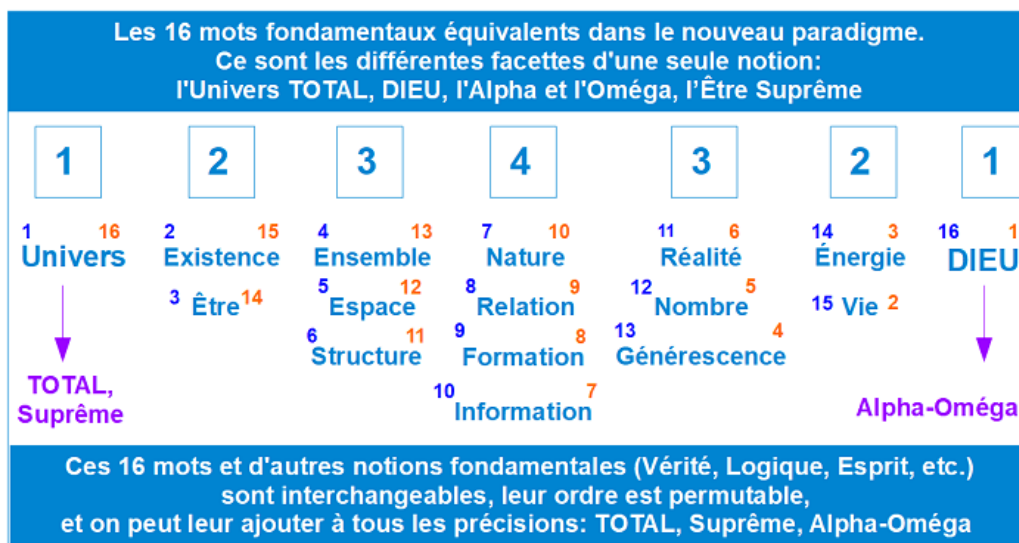 Les 16 mots fondamentaux équivalents dans le nouveau paradigme.
Ce sont les différentes facettes d'une seule notion:
l'Univers TOTAL, DIEU, l'Alpha et l'Oméga, l’Être Suprême
1 2 3 4 3 2 1
1 16 2 15 4 13 7 10 11 6 14 3 16 1
Univers Existence Ensemble Nature Réalité Énergie DIEU
3 Être 14 5 Espace 12 8 Relation 9 12 Nombre 5 15 Vie 2
6 Structure 11 9 Formation 8 13 Générescence 4
TOTAL,
Suprême
10 Information 7
Alpha-Oméga
Ces 16 mots et d'autres notions fondamentales (Vérité, Logique, Esprit, etc.)
sont interchangeables, leur ordre est permutable,
et on peut leur ajouter à tous les précisions: TOTAL, Suprême, Alpha-Oméga